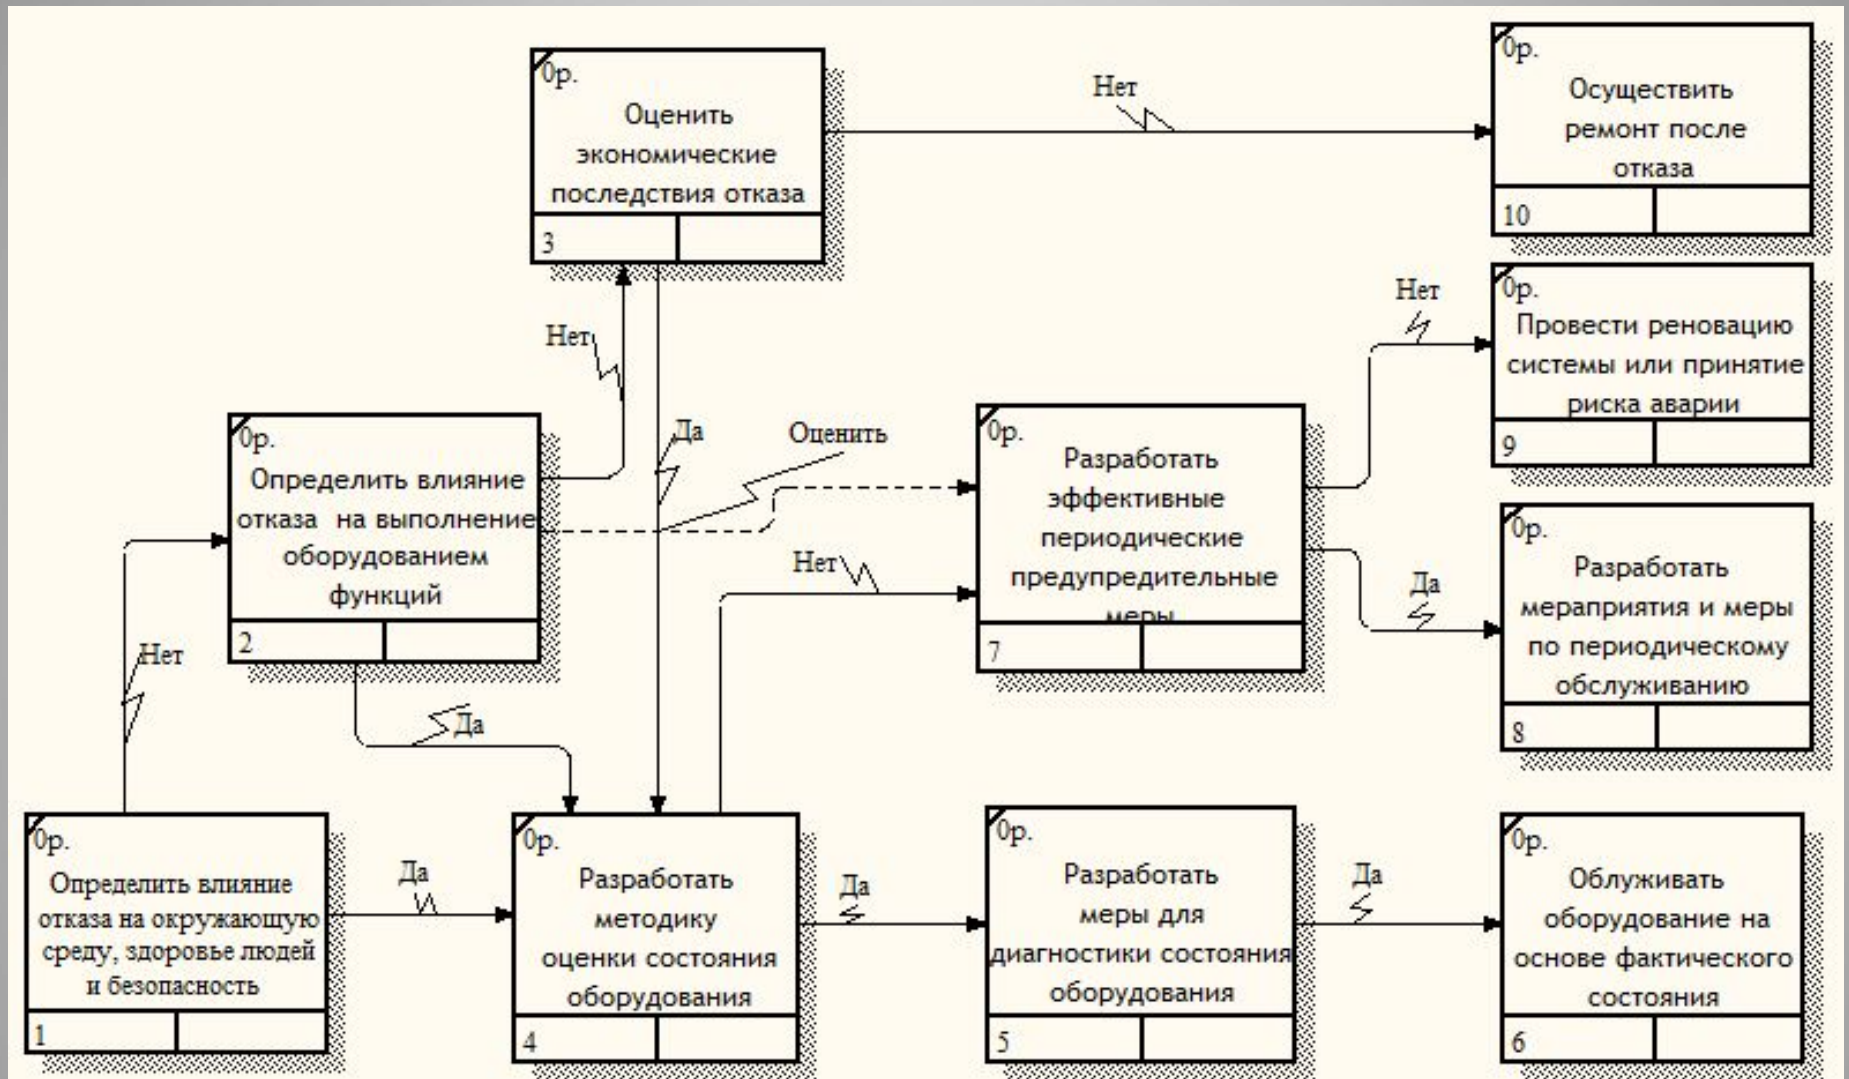 0р.
Оценить
экономические
последствия отказа
3
Нет
0р.
Осуществить
ремонт после
отказа
10
Нет
0р.
Провести реновацию
системы или принятие
риска аварии
9
Нет
Да
Оценить
0р.
Определить влияние
отказа на выполнение
оборудованием
функций
2
0р.
Разработать
эффективные
периодические
предупредительные
меры
7
Нет
Да
0р.
Разработать
мераприятия и меры
по периодическому
обслуживанию
8
Нет
Да
0р.
Определить влияние
отказа на окружающую
среду, здоровье людей
и безопасность
1
Да
0р.
Разработать
методику
оценки состояния
оборудования
4
Да
0р.
Разработать
меры для
диагностики состояния
оборудования
5
Да
0р.
Облуживать
оборудование на
основе фактического
состояния
6